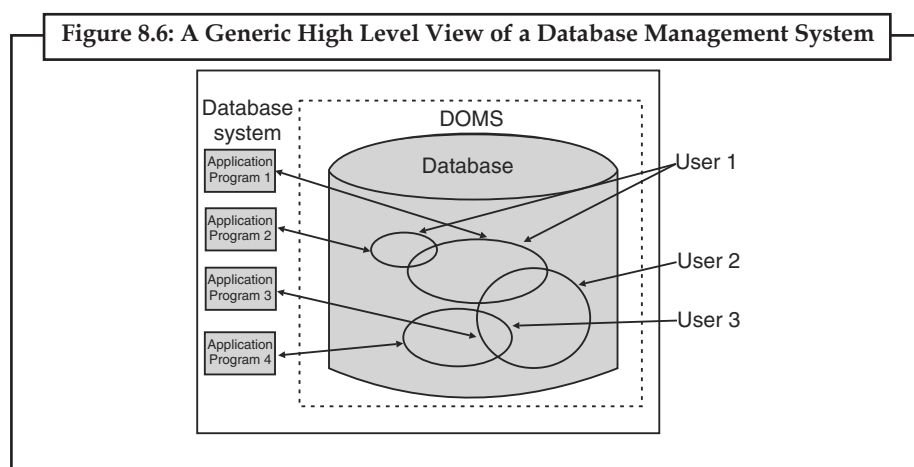 Figure 8.6: A Generic High Level View of a Database Management System
Database
system
DOMS
Database
Application
Program 1
Application
Program 2
Application
Program 3
Application
Program 4
User 1
User 2
User 3